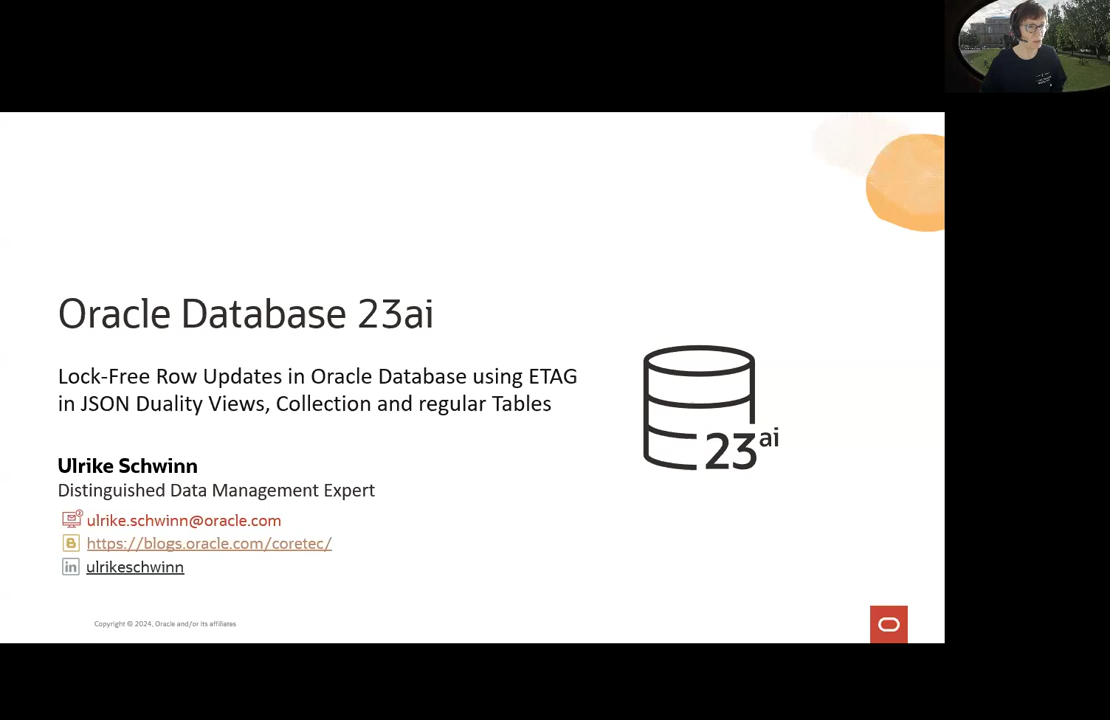 Oracle Database 23ai
Lock-Free Row Updates in Oracle Database using ETAG
in JSON Duality Views, Collection and regular Tables
23ai
Ulrike Schwinn
Distinguished Data Management Expert
ulrike.schwinn@oracle.com
https://blogs.oracle.com/coretec/
in ulrikeschwinn
Copyright © 2024, Oracle and/or its affiliates